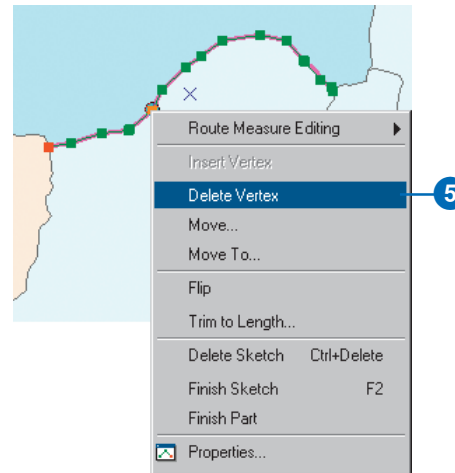 Route Measure Editing
Insert Vertex
Delete Vertex
5
Move...
Move To...
Flip
Trim to Length...
Delete Sketch Ctrl+Delete
Finish Sketch F2
Finish Part
Properties...